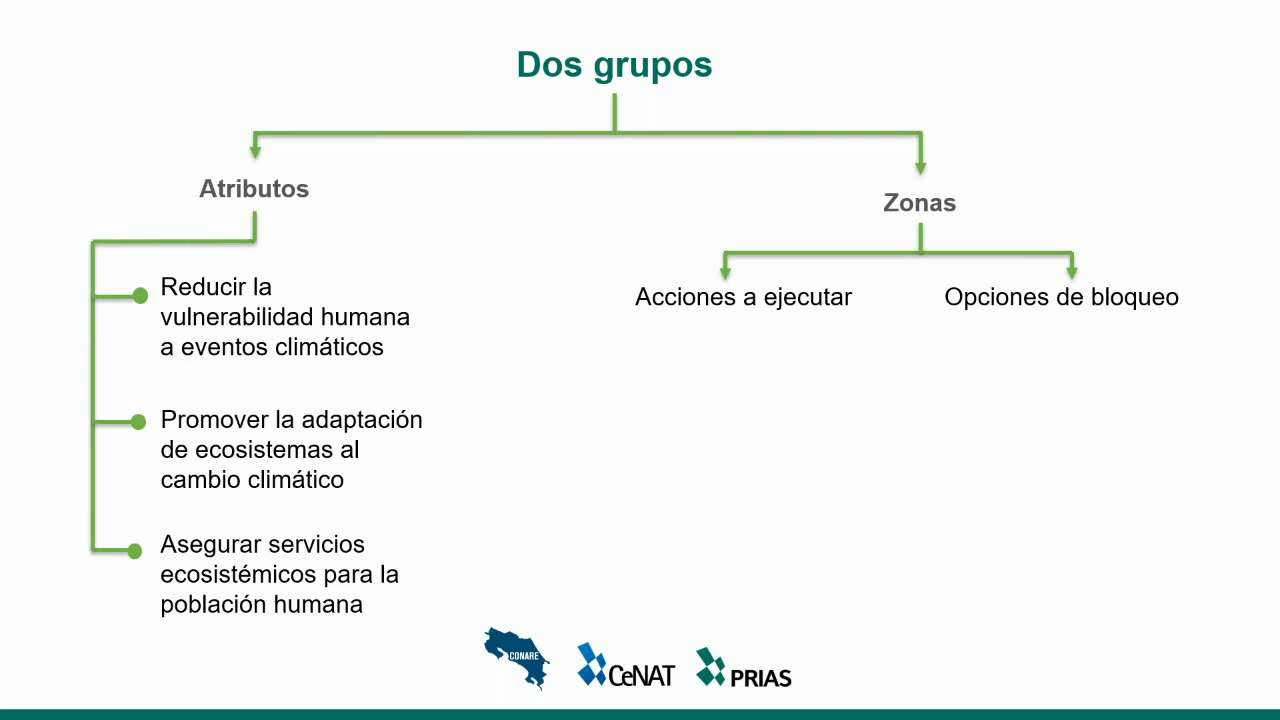 Dos grupos
Atributos
Reducir la
vulnerabilidad humana
a eventos climáticos
Promover la adaptación
de ecosistemas al
cambio climático
Asegurar servicios
ecosistémicos para la
población humana
Zonas
Acciones a ejecutar
Opciones de bloqueo
CONARE
CeNAT
PRIAS